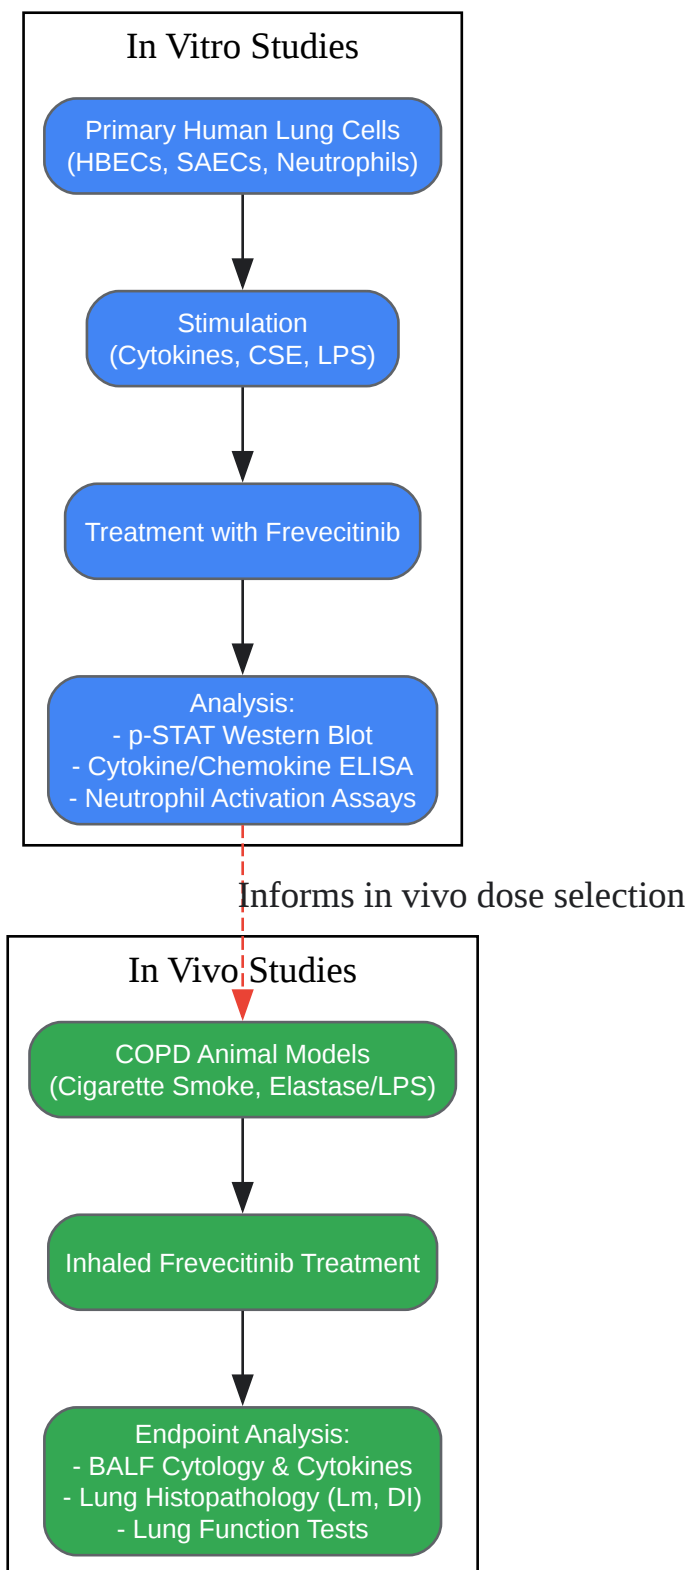 In Vitro Studies
Primary Human Lung Cells
(HBECs, SAECs, Neutrophils)
Stimulation
(Cytokines, CSE, LPS)
Treatment with Frevecitinib
Analysis:
- p-STAT Western Blot
- Cytokine/Chemokine ELISA
- Neutrophil Activation Assays
Informs in vivo dose selection
In Vivo Studies
COPD Animal Models
(Cigarette Smoke, Elastase/LPS)
Inhaled Frevecitinib Treatment
Endpoint Analysis:
- BALF Cytology & Cytokines
- Lung Histopathology (Lm, DI)
- Lung Function Tests